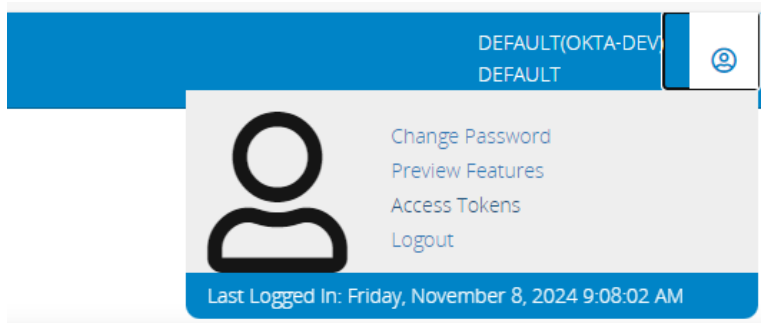 DEFAULT(OKTA-DEV)
DEFAULT
Change Password
Preview Features
Access Tokens
Logout
Last Logged In: Friday, November 8, 2024 9:08:02 AM